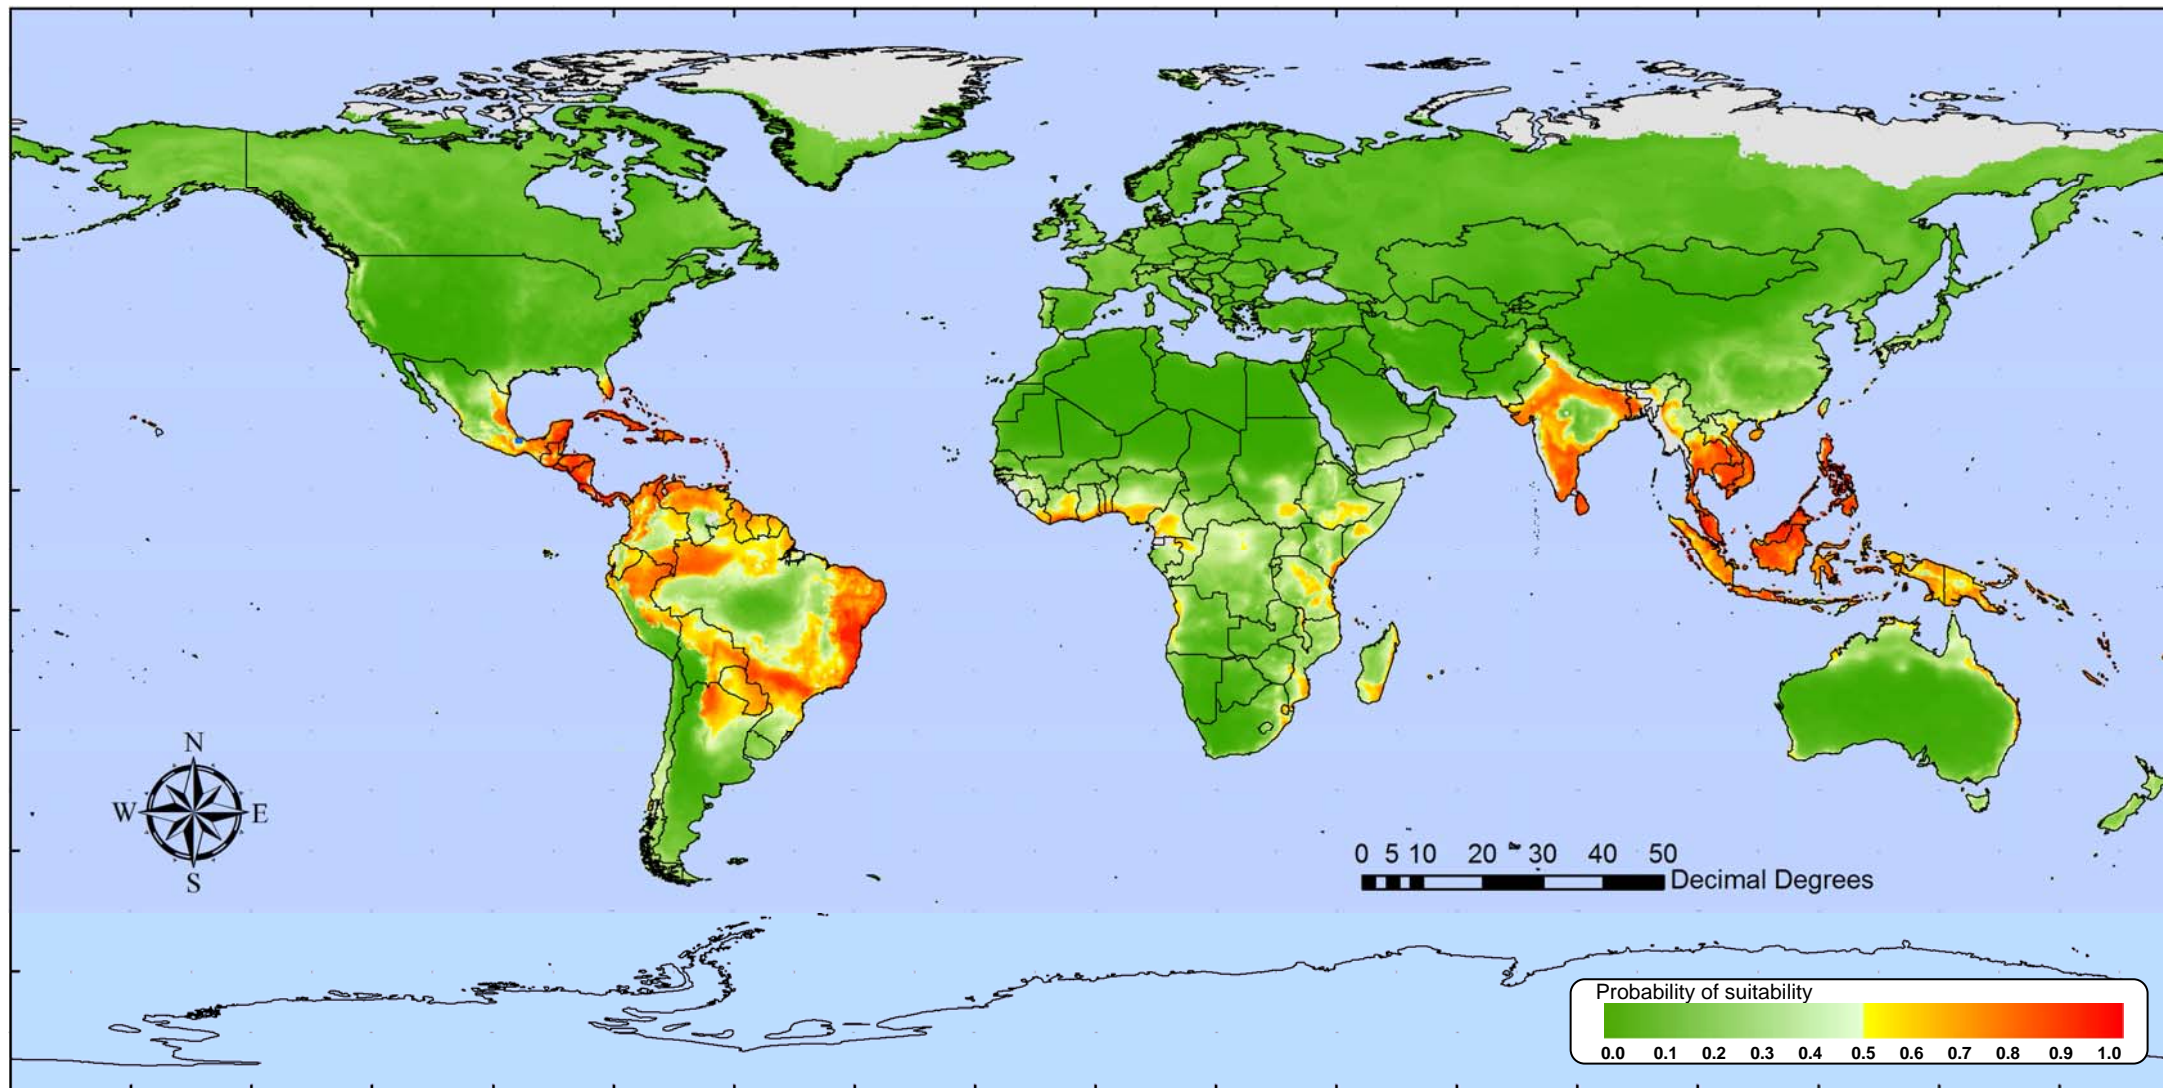 N
W E
S
0 5 10 20 30 40 50
Decimal Degrees
Probability of suitability
0.0 0.1 0.2 0.3 0.4 0.5 0.6 0.7 0.8 0.9 1.0